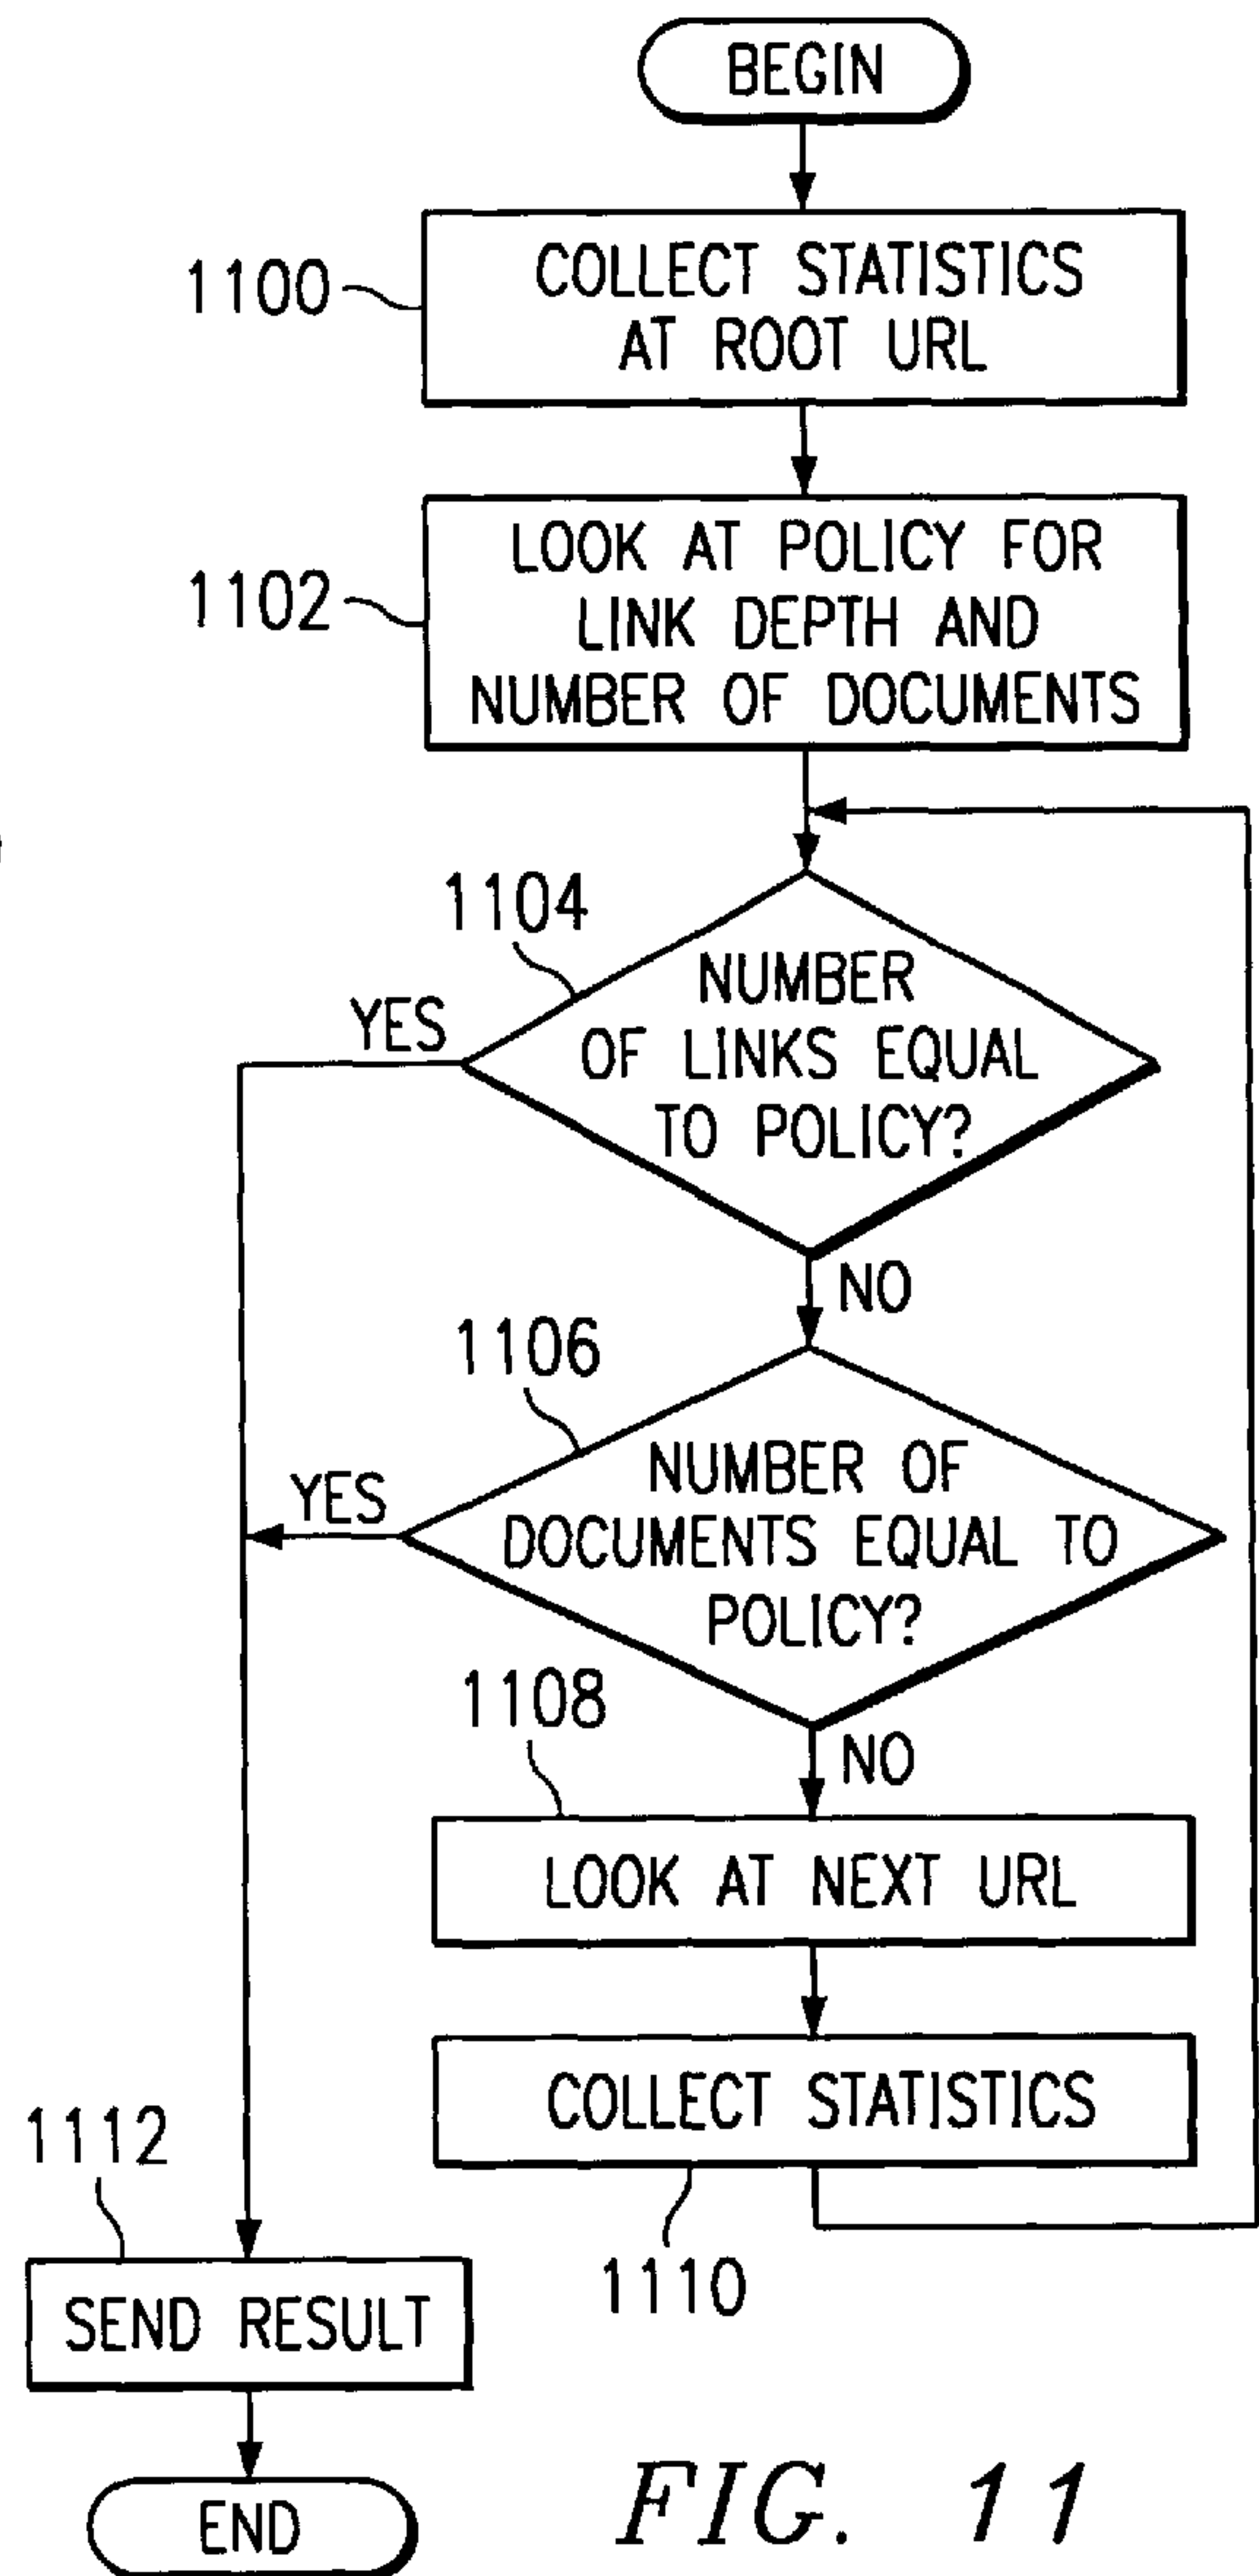 BEGIN
1100
COLLECT STATISTICS
AT ROOT URL
1102
LOOK AT POLICY FOR
LINK DEPTH AND
NUMBER OF DOCUMENTS
1104
YES
NUMBER
OF LINKS EQUAL
TO POLICY?
NO
1106
YES
NUMBER OF
DOCUMENTS EQUAL TO
POLICY?
NO
1108
LOOK AT NEXT URL
COLLECT STATISTICS
1110
1112
SEND RESULT
END
FIG. 11